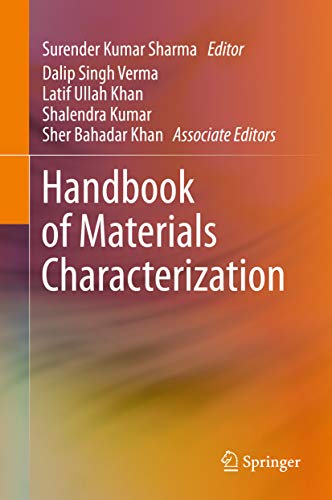 Surender Kumar Sharma Editor
Dalip Singh Verma
Latif Ullah Khan
Shalendra Kumar
Sher Bahadar Khan Associate Editors
Handbook
of Materials
Characterization
Springer